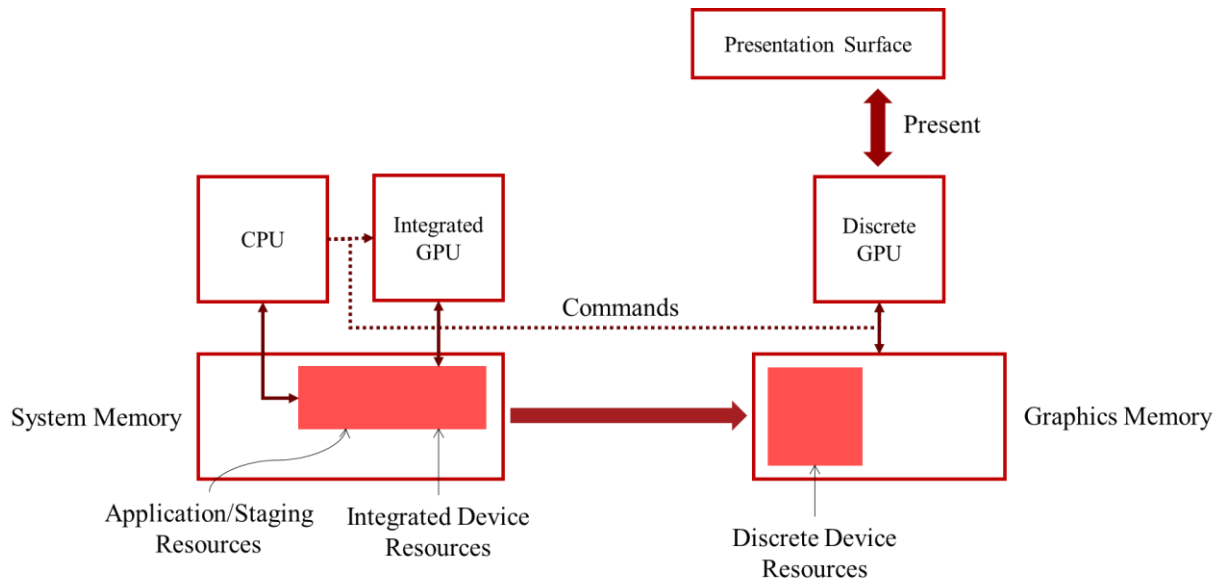 Presentation Surface
Present
CPU
Integrated
GPU
Discrete
GPU
Commands
System Memory
Graphics Memory
Application/Staging
Resources
Integrated Device
Resources
Discrete Device
Resources